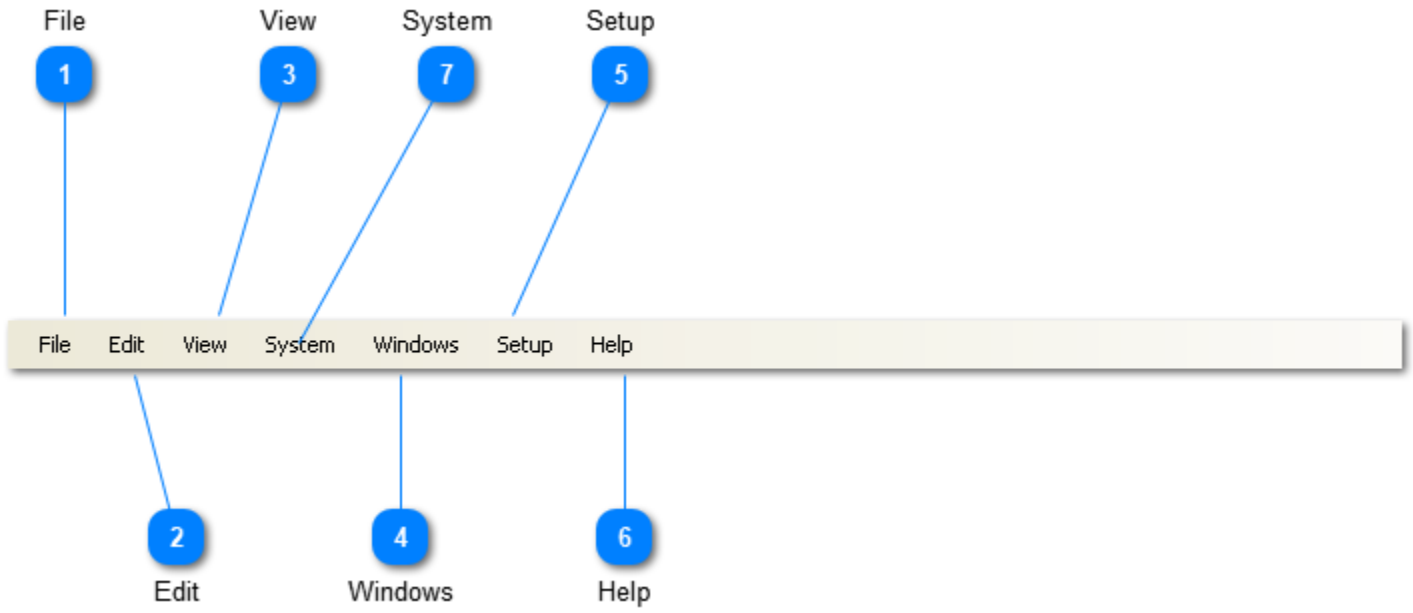 File View System Setup
1 3 7 5
File Edit View System Windows Setup Help
2 4 6
Edit Windows Help